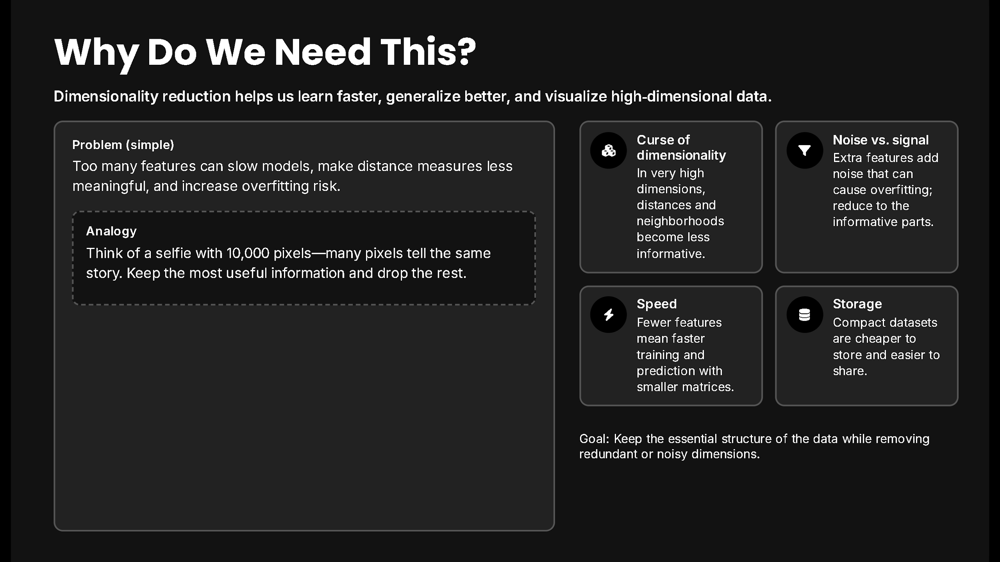 Why Do We Need This?
Dimensionality reduction helps us learn faster, generalize better, and visualize high-dimensional data.
Problem (simple)
Too many features can slow models, make distance measures less
meaningful, and increase overfitting risk.
Analogy
Think of a selfie with 10,000 pixels—many pixels tell the same
story. Keep the most useful information and drop the rest.
Curse of
dimensionality
In very high
dimensions,
distances and
neighborhoods
become less
informative.
Noise vs. signal
Extra features add
noise that can
cause overfitting;
reduce to the
informative parts.
Speed
Fewer features
mean faster
training and
prediction with
smaller matrices.
Storage
Compact datasets
are cheaper to
store and easier to
share.
Goal: Keep the essential structure of the data while removing
redundant or noisy dimensions.